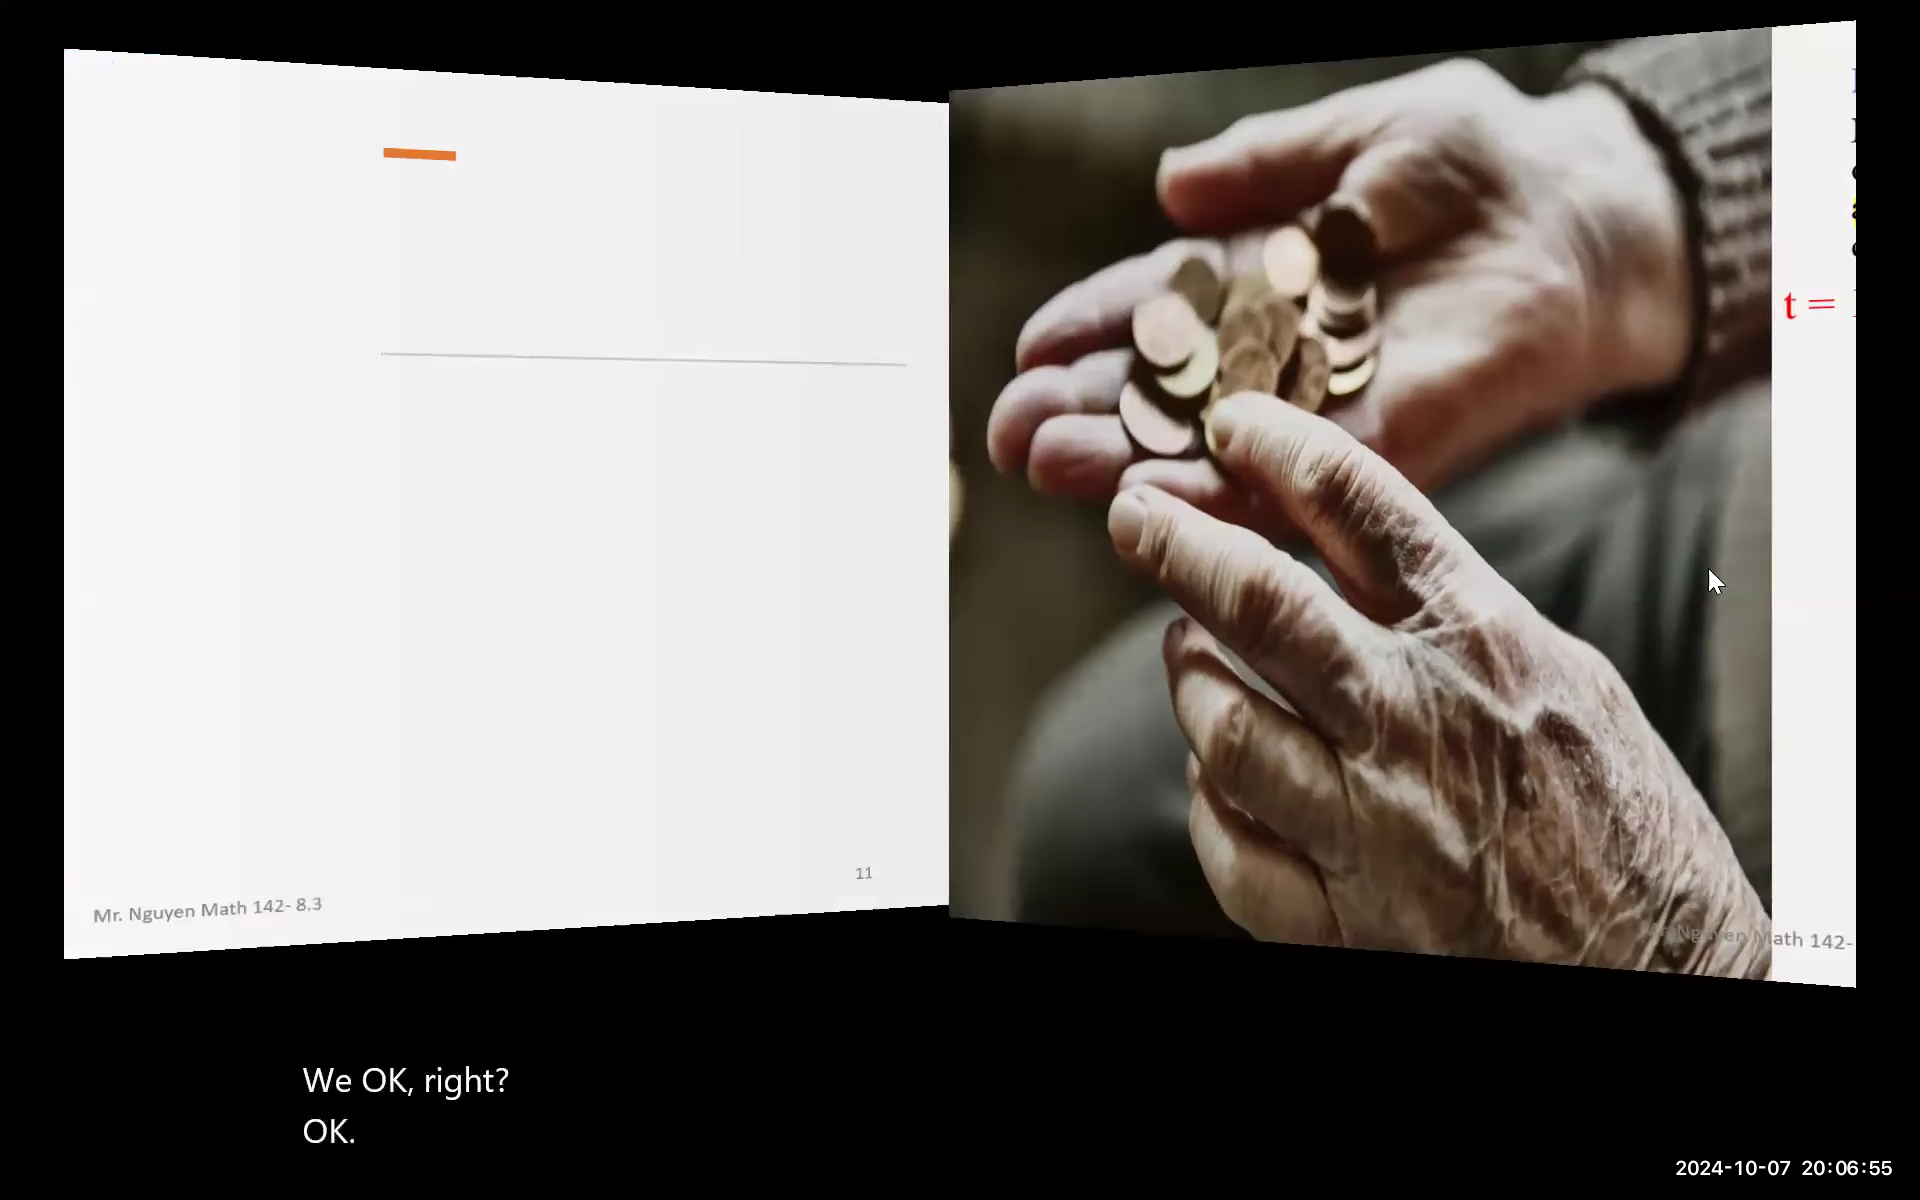 11
Mr. Nguyen Math 142- 8.3
t =
Nguyen Math 142-
We OK, right?
OK.
2024-10-07 20:06:55